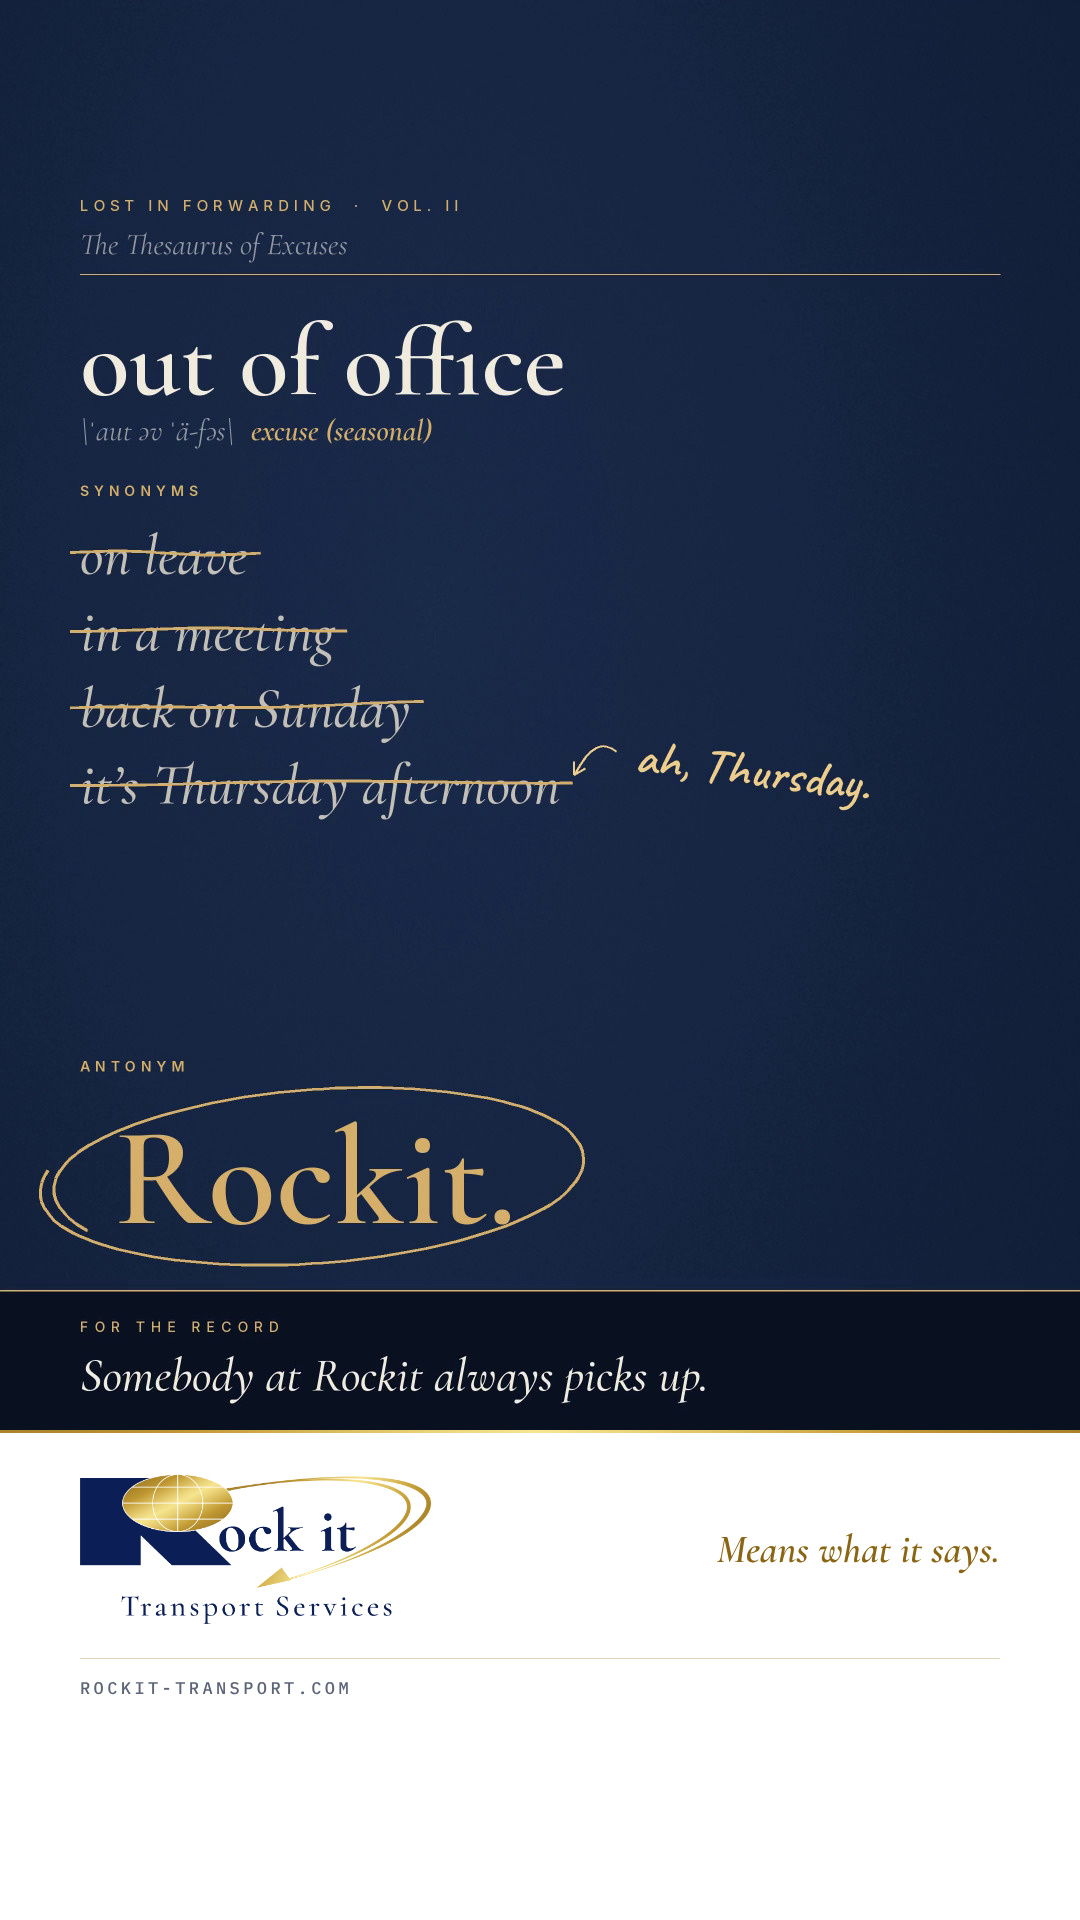 LOST IN FORWARDING · VOL. II
The Thesaurus of Excuses
out of office
\ˈaut əv ˈä-fəs\ excuse (seasonal)
SYNONYMS
on leave
in a meeting
back on Sunday
it’s Thursday afternoon
ah, Thursday.
ANTONYM
Rockit.
FOR THE RECORD
Somebody at Rockit always picks up.
Rock it
Transport Services
Means what it says.
ROCKIT-TRANSPORT.COM